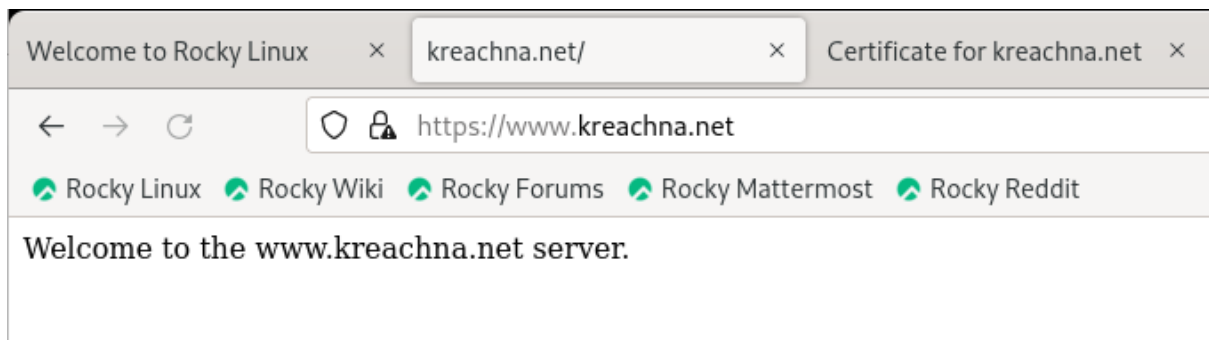 Welcome to Rocky Linux × kreachna.net/ × Certificate for kreachna.net ×
https://www.kreachna.net
Rocky Linux Rocky Wiki Rocky Forums Rocky Mattermost Rocky Reddit
Welcome to the www.kreachna.net server.